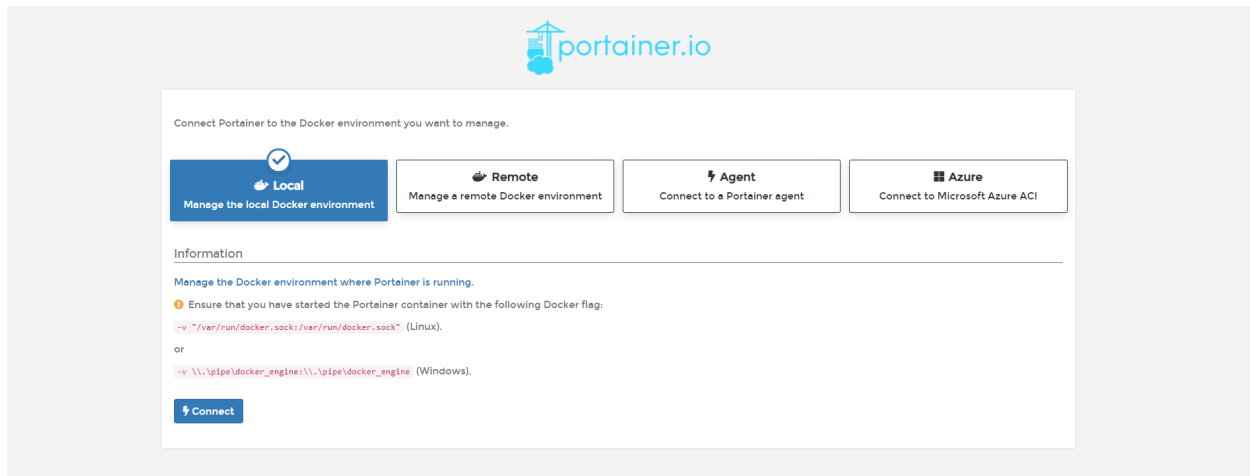 portainer.io
Connect Portainer to the Docker environment you want to manage.
Local
Manage the local Docker environment
Remote
Manage a remote Docker environment
Agent
Connect to a Portainer agent
Azure
Connect to Microsoft Azure ACI
Information
Manage the Docker environment where Portainer is running.
Ensure that you have started the Portainer container with the following Docker flag:
-v "/var/run/docker.sock:/var/run/docker.sock" (Linux).
or
-v \\.\pipe\docker_engine:\\.\pipe\docker_engine (Windows).
Connect